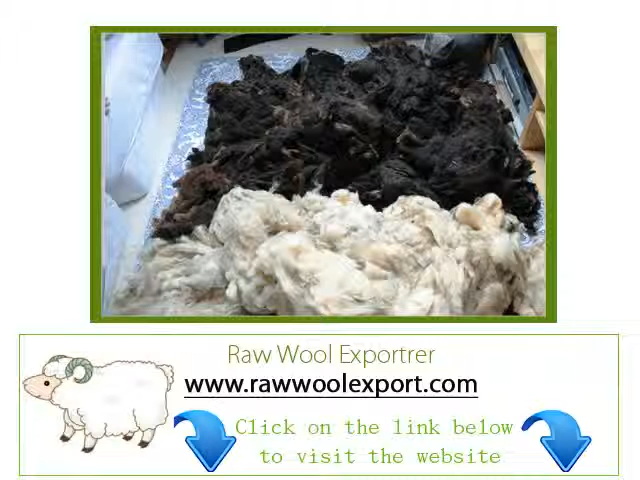 Raw Wool Exportrer
www.rawwoolexport.com
Click on the link below
to visit the website